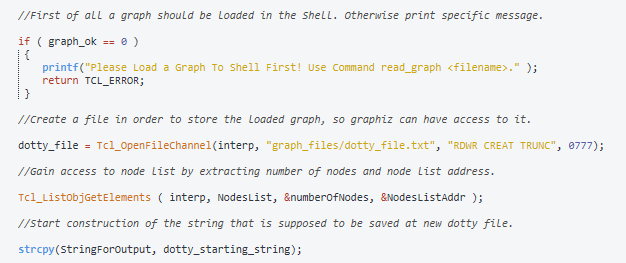 //First of all a graph should be loaded in the Shell. Otherwise print specific message.
if ( graph_ok == 0 )
{
printf("Please Load a Graph To Shell First! Use Command read_graph <filename>." );
return TCL_ERROR;
}
//Create a file in order to store the loaded graph, so graphiz can have access to it.
dotty_file = Tcl_OpenFileChannel(interp, "graph_files/dotty_file.txt", "RDWR CREAT TRUNC", 0777);
//Gain access to node list by extracting number of nodes and node list address.
Tcl_ListObjGetElements ( interp, NodesList, &numberOfNodes, &NodesListAddr );
//Start construction of the string that is supposed to be saved at new dotty file.
strcpy(StringForOutput, dotty_starting_string);